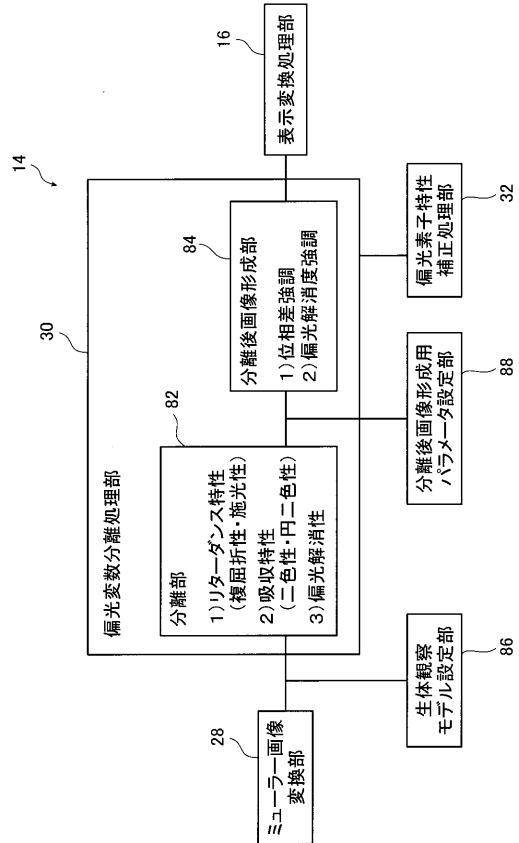 14
30
偏光変数分離処理部
82
分離部
1)リターダンス特性
(複屈折性・施光性)
2)吸収特性
(二色性・円二色性)
3)偏光解消性
84
分離後画像形成部
1)位相差強調
2)偏光解消度強調
28
ミューラー画像
変換部
16
表示変換処理部
86
生体観察
モデル設定部
88
分離後画像形成用
パラメータ設定部
32
偏光素子特性
補正処理部